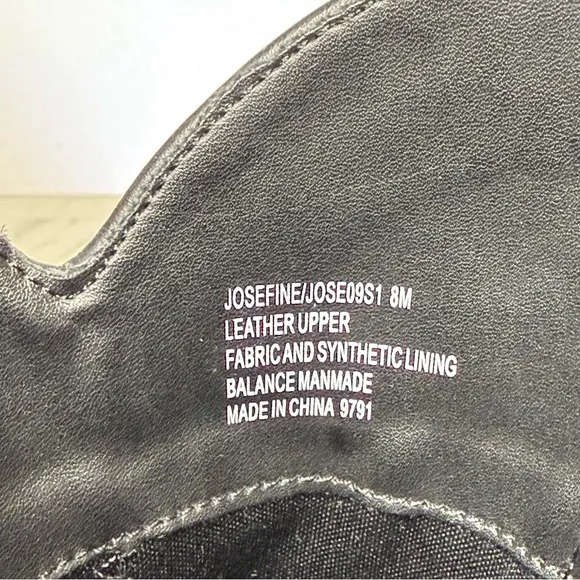 JOSEFINE/JOSE09S1 8M
LEATHER UPPER
FABRIC AND SYNTHETIC LINING
BALANCE MANMADE
MADE IN CHINA 9791